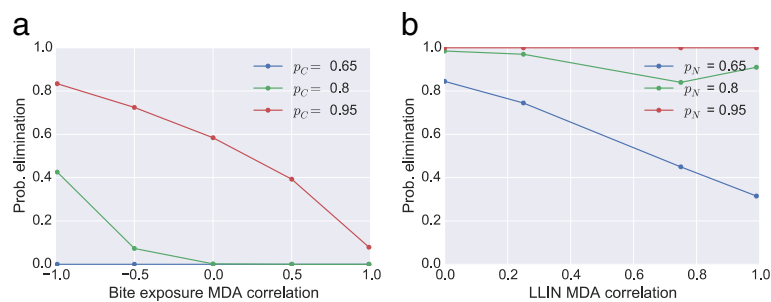 a
Prob. elimination
1.0
0.8
0.6
0.4
0.2
0.0
p_C = 0.65
p_C = 0.8
p_C = 0.95
−1.0 −0.5 0.0 0.5 1.0
Bite exposure MDA correlation
b
Prob. elimination
1.0
0.8
0.6
0.4
0.2
0.0
p_N = 0.65
p_N = 0.8
p_N = 0.95
0.0 0.2 0.4 0.6 0.8 1.0
LLIN MDA correlation